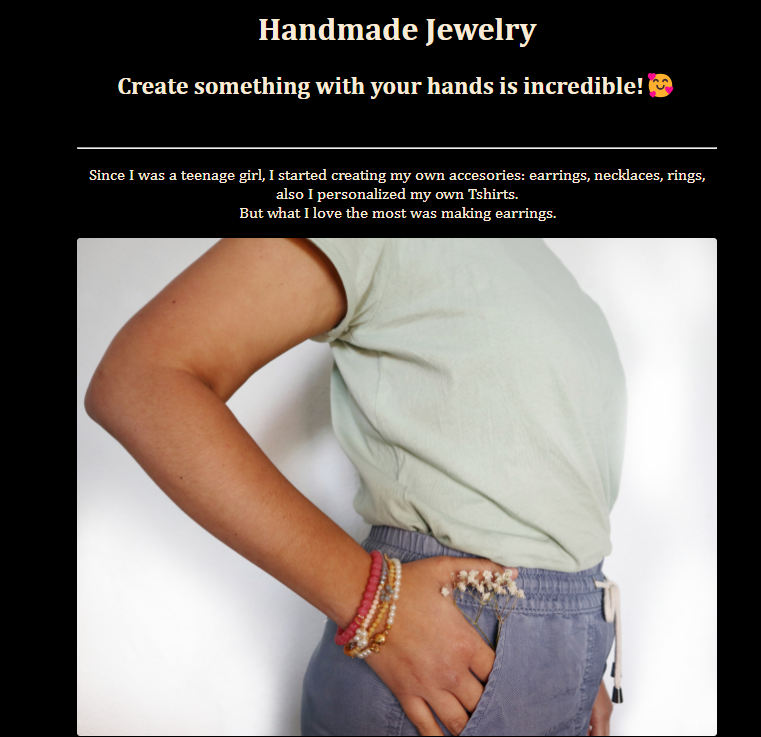 Handmade Jewelry
Create something with your hands is incredible!🥰
Since I was a teenage girl, I started creating my own accesories: earrings, necklaces, rings,
also I personalized my own Tshirts.
But what I love the most was making earrings.